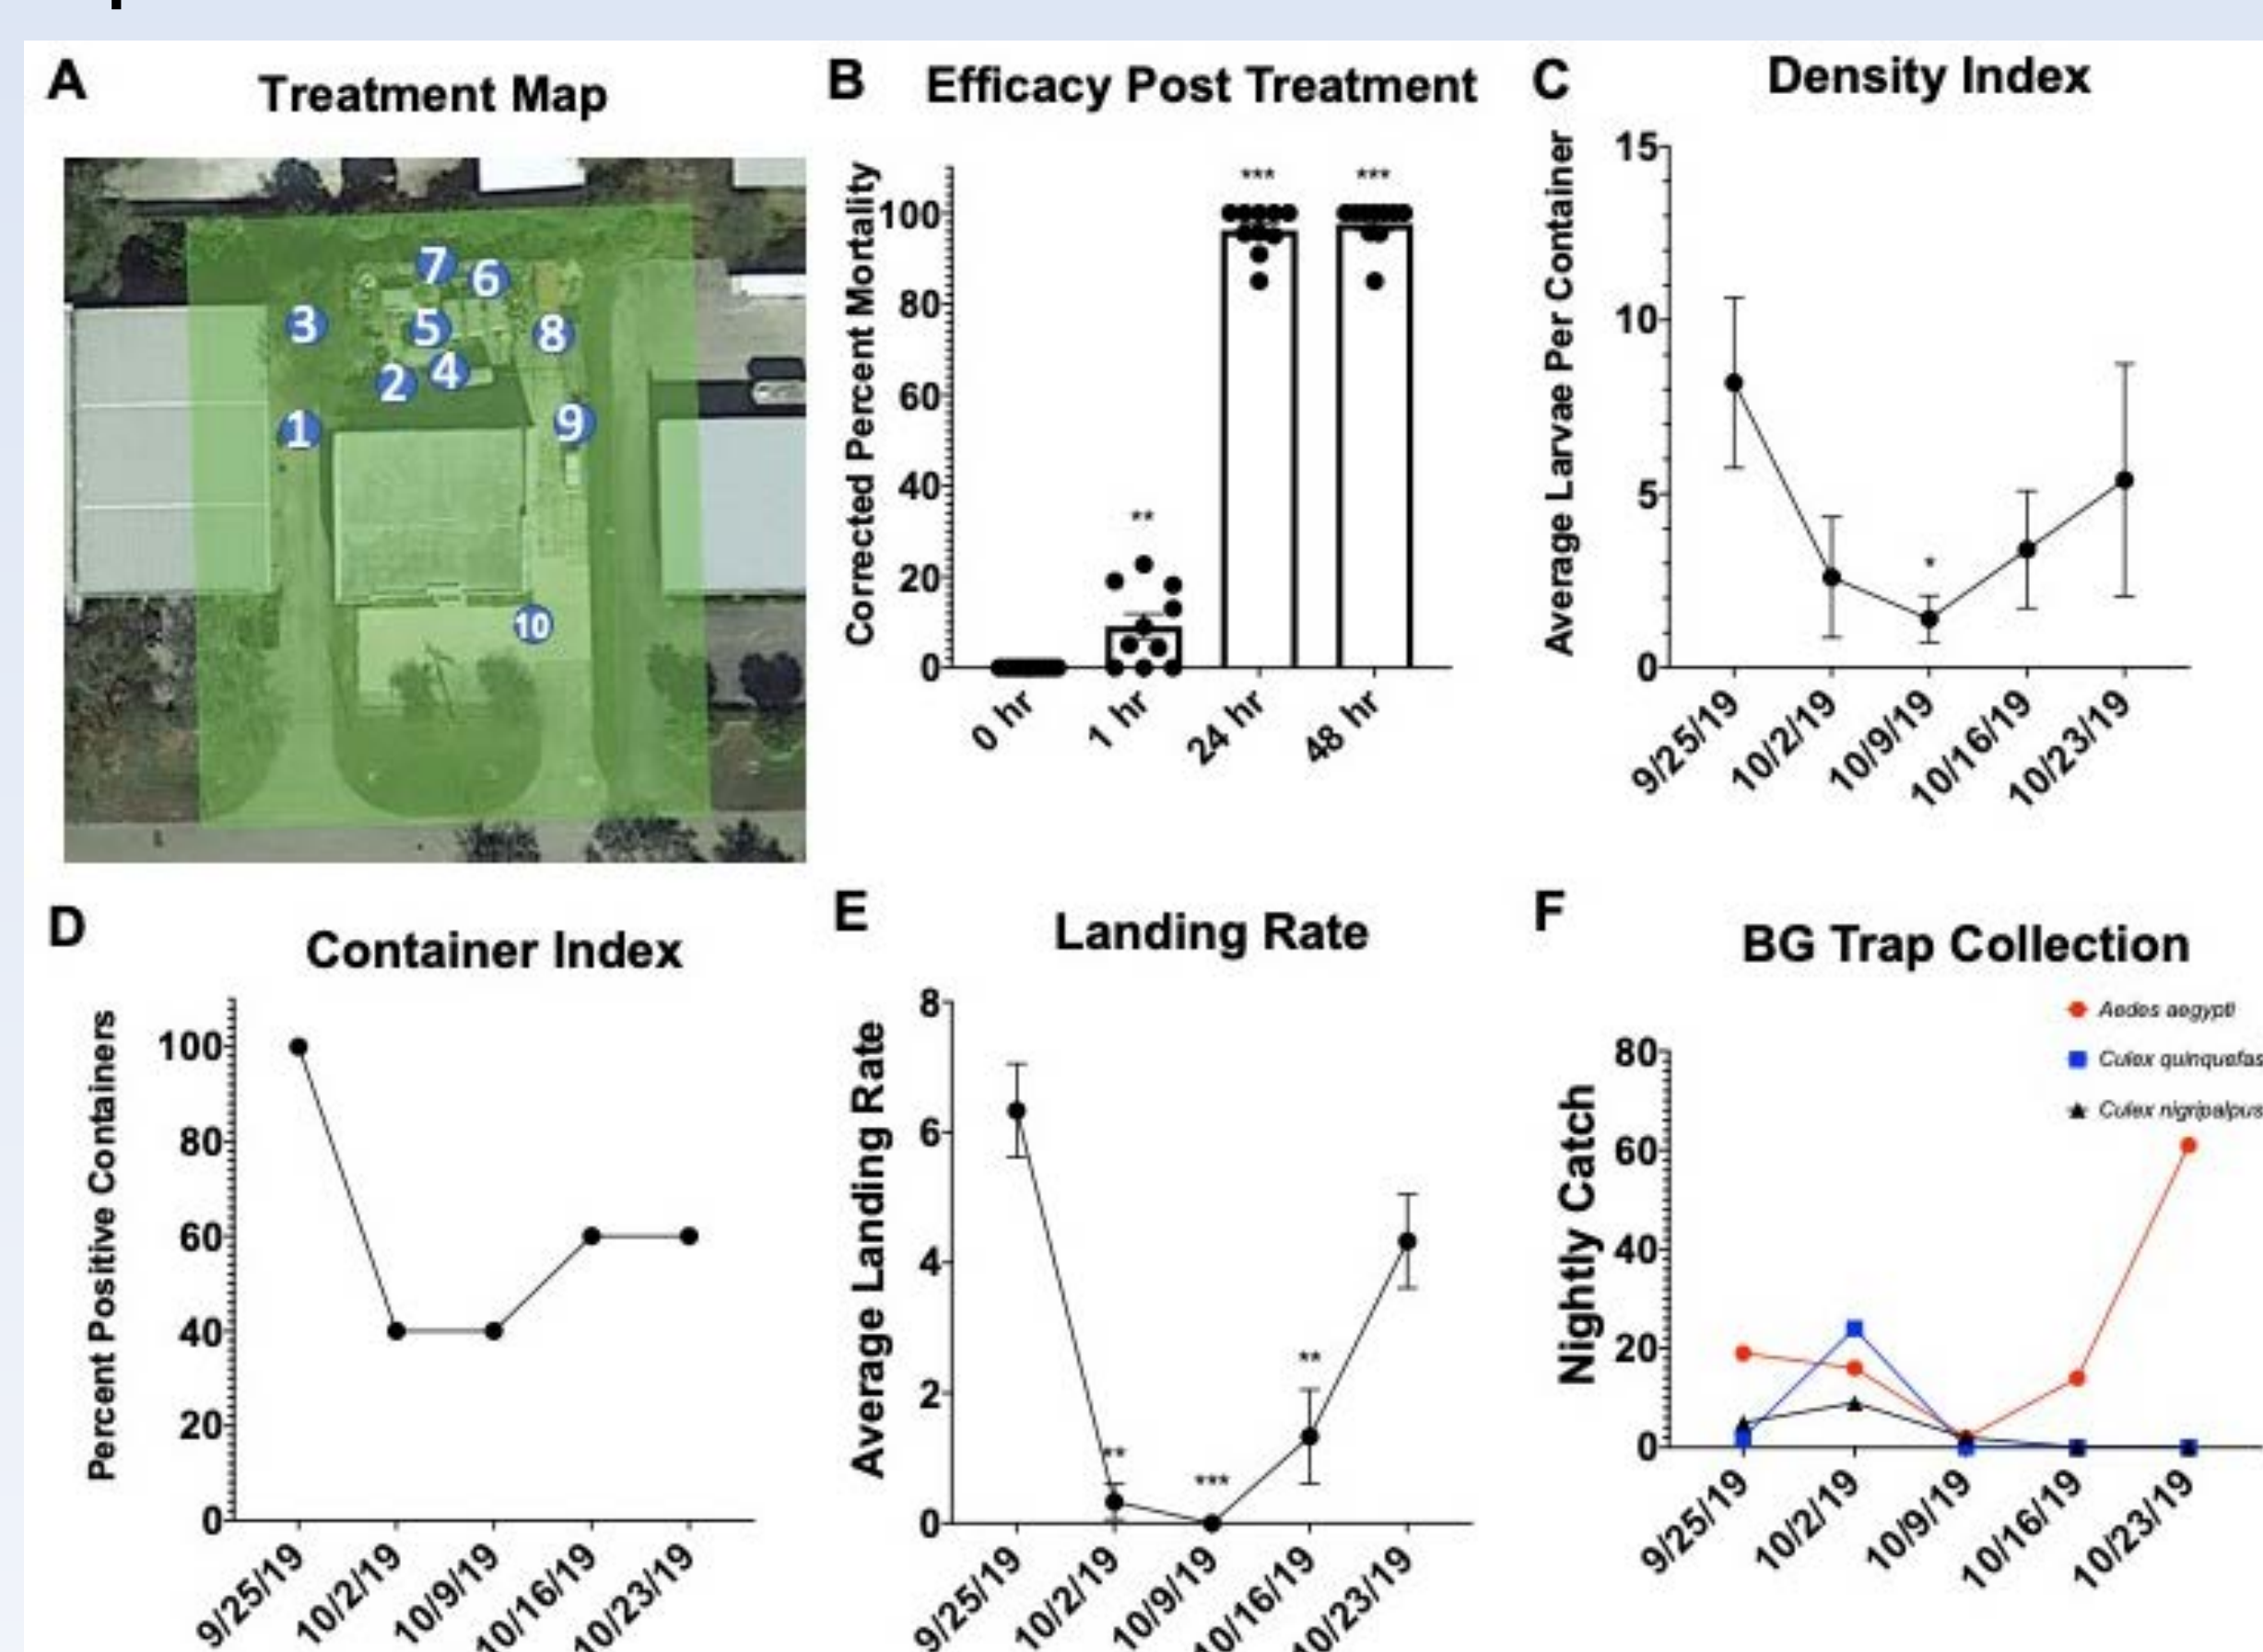 A
Treatment Map
7
6
3
5
8
2
4
1
9
10
B
Efficacy Post Treatment
Corrected Percent Mortality
100
80
60
40
20
0
***
***
**
0 hr
1 hr
24 hr
48 hr
C
Density Index
Average Larvae Per Container
15
10
5
0
*
9/25/19
10/2/19
10/9/19
10/16/19
10/23/19
D
Container Index
Percent Positive Containers
100
80
60
40
20
0
9/25/19
10/2/19
10/9/19
10/16/19
10/23/19
E
Landing Rate
Average Landing Rate
8
6
4
2
0
**
***
**
9/25/19
10/2/19
10/9/19
10/16/19
10/23/19
F
BG Trap Collection
Aedes aegypti
Culex quinquefas
Culex nigripalpus
Nightly Catch
80
60
40
20
0
9/25/19
10/2/19
10/9/19
10/16/19
10/23/19